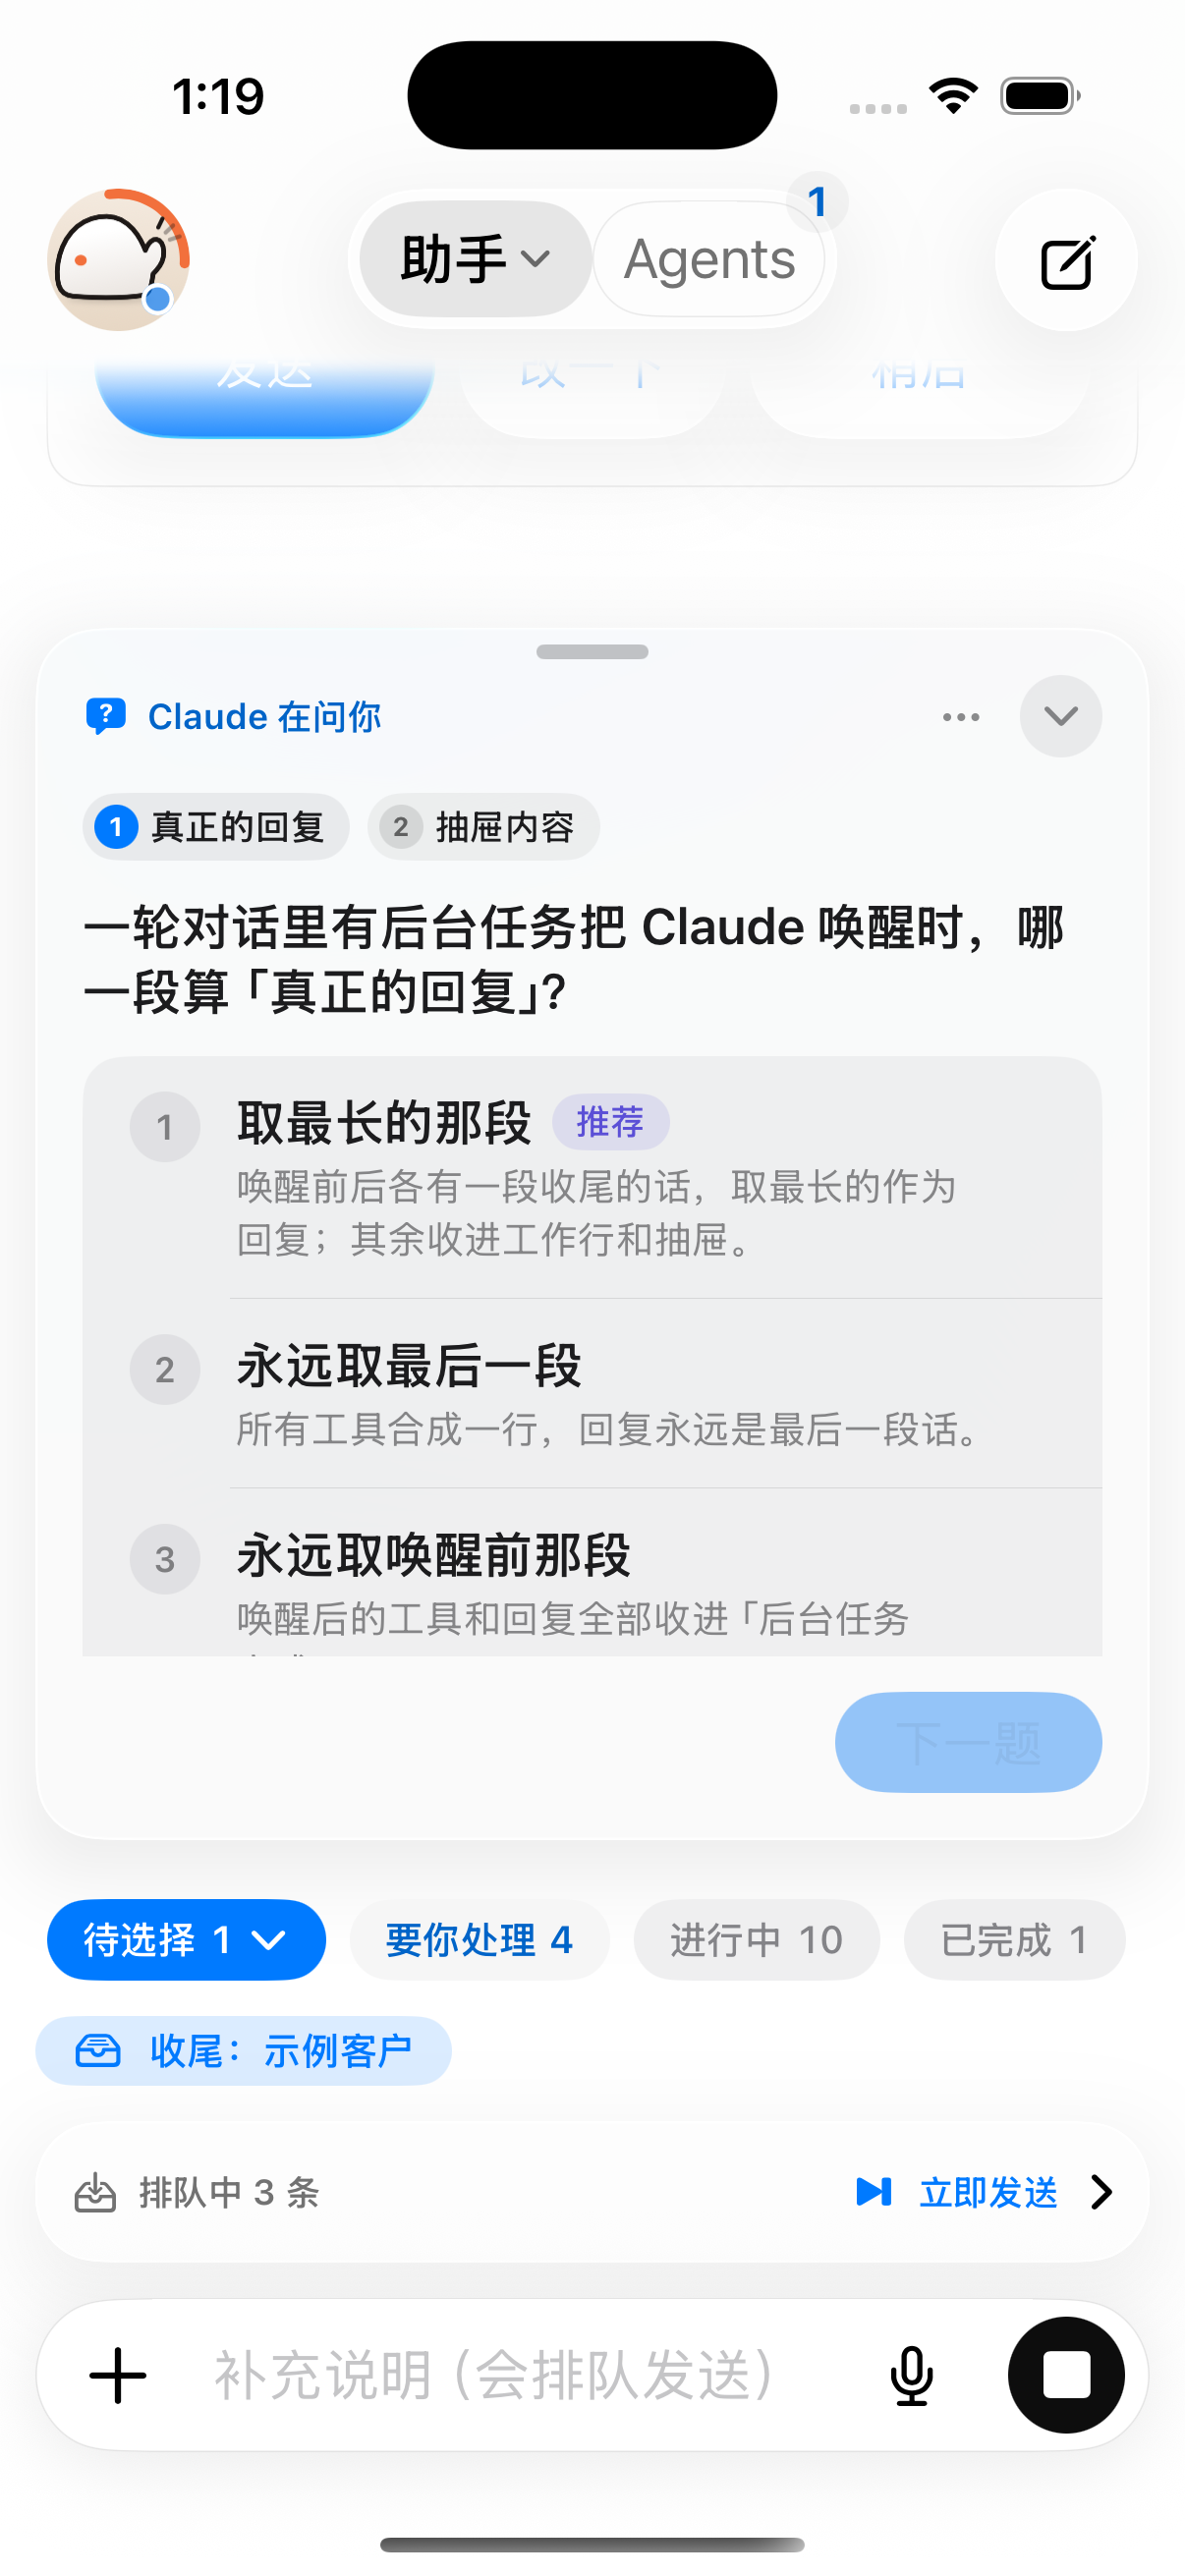 1:19
助手
Agents
1
发送
改一下
稍后
Claude 在问你
1 真正的回复
2 抽屉内容
一轮对话里有后台任务把 Claude 唤醒时，哪
一段算「真正的回复」?
1
取最长的那段 推荐
唤醒前后各有一段收尾的话，取最长的作为
回复；其余收进工作行和抽屉。
2
永远取最后一段
所有工具合成一行，回复永远是最后一段话。
3
永远取唤醒前那段
唤醒后的工具和回复全部收进「后台任务
下一题
待选择 1
要你处理 4
进行中 10
已完成 1
收尾：示例客户
排队中 3 条
立即发送
补充说明（会排队发送）